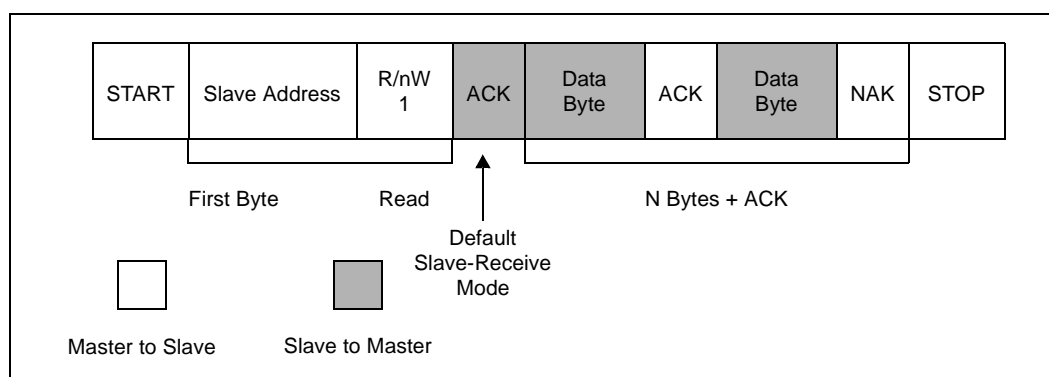 START Slave Address R/nW 1 ACK Data Byte ACK Data Byte NAK STOP
First Byte Read N Bytes + ACK
Default
Slave-Receive
Mode
Master to Slave Slave to Master